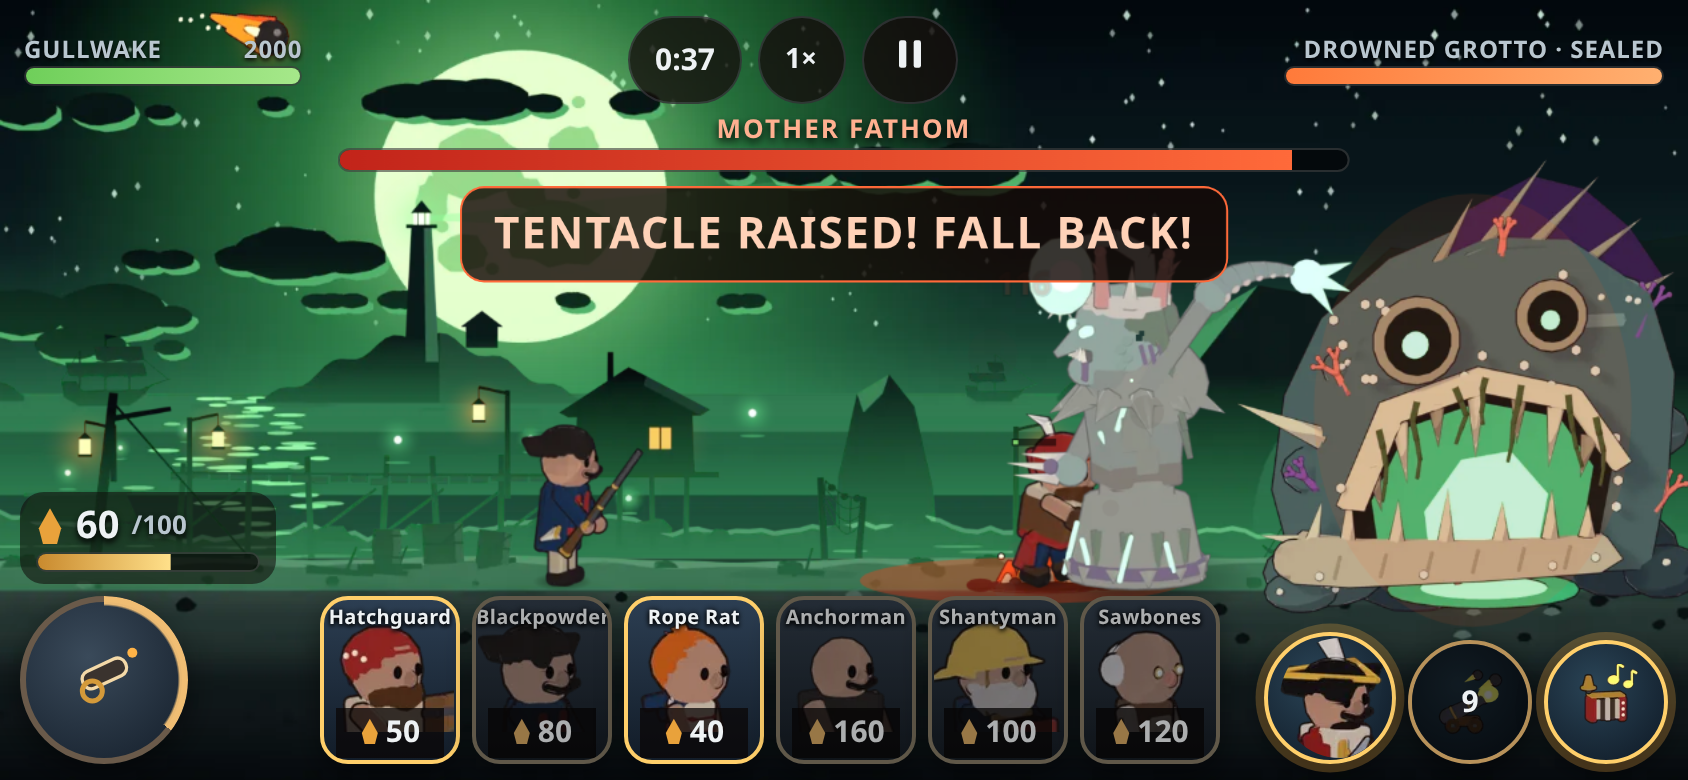 GULLWAKE 2000
0:37
1×
DROWNED GROTTO · SEALED
MOTHER FATHOM
TENTACLE RAISED! FALL BACK!
60 /100
Hatchguard
50
Blackpowder
80
Rope Rat
40
Anchorman
160
Shantyman
100
Sawbones
120
9